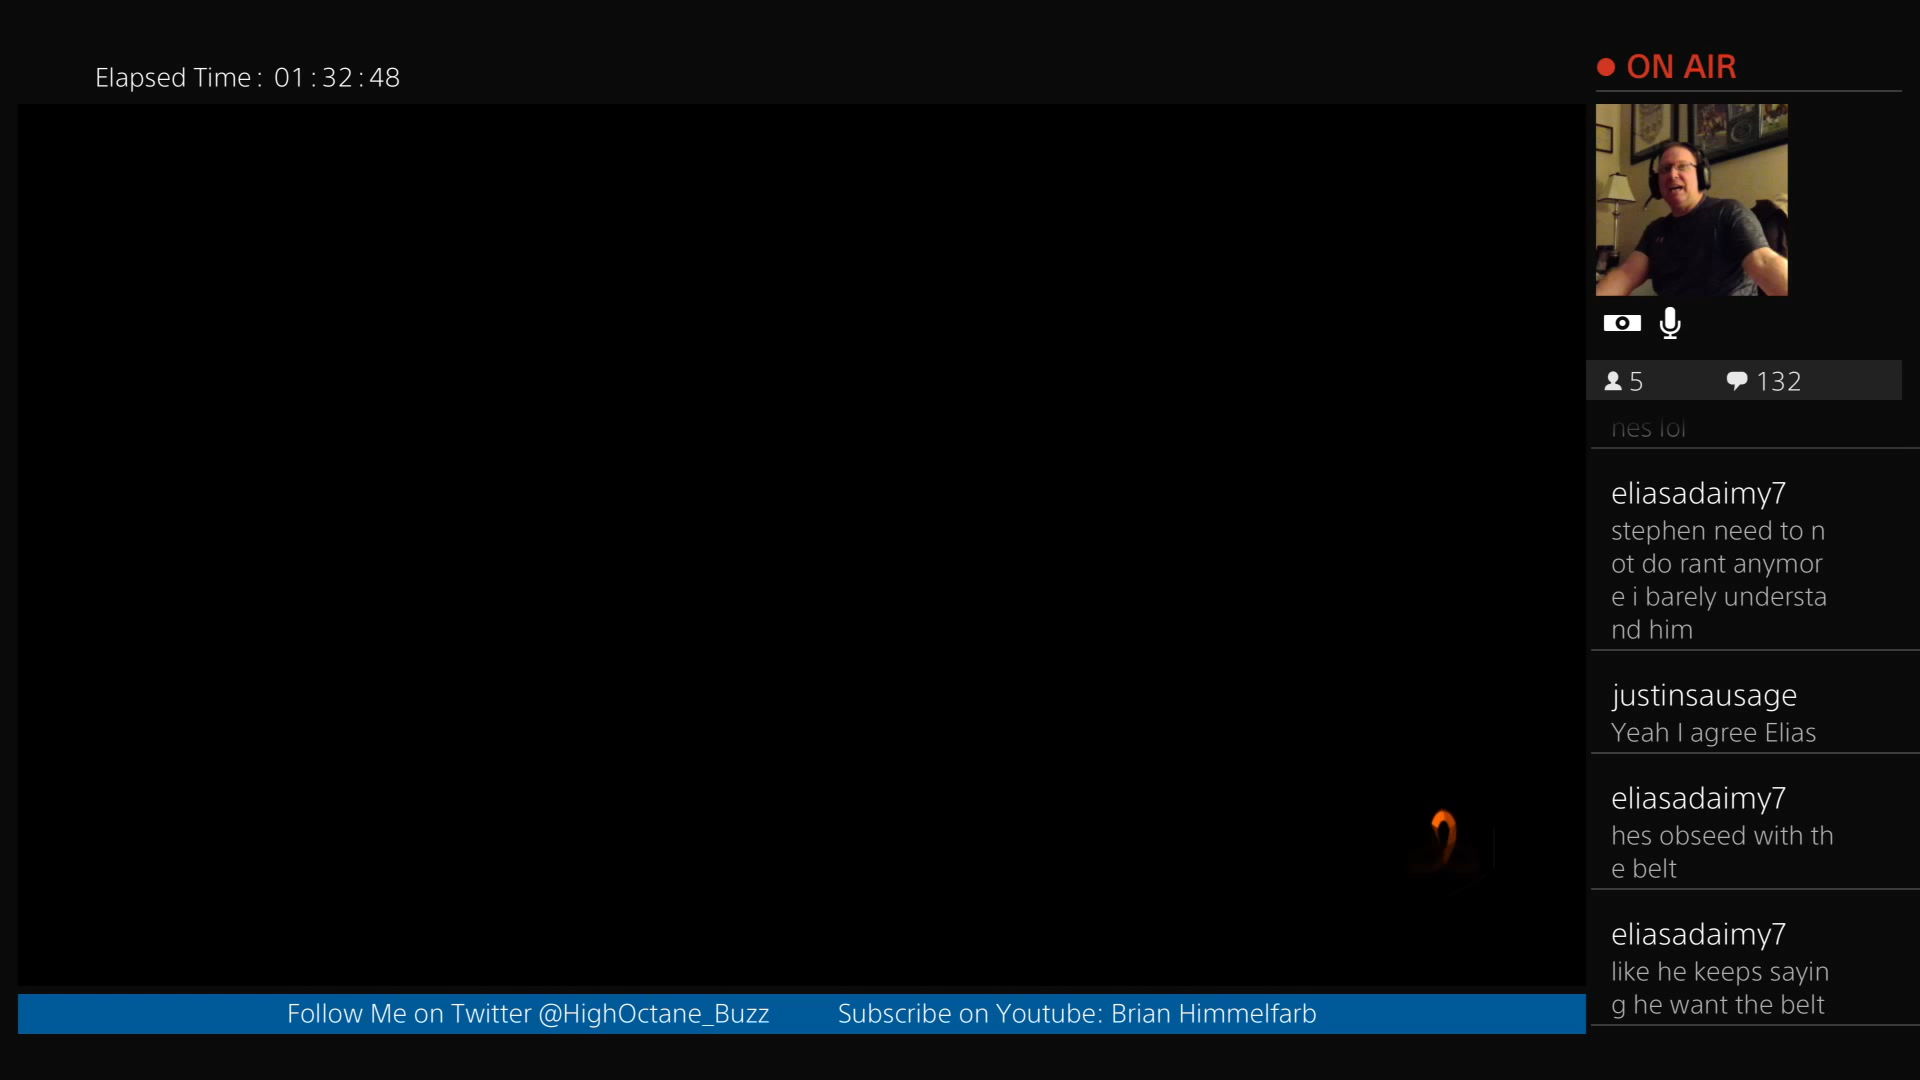 Elapsed Time: 01:32:48
ON AIR
5 132
nes lol
eliasadaimy7
stephen need to n
ot do rant anymor
e i barely understa
nd him
justinsausage
Yeah I agree Elias
eliasadaimy7
hes obseed with th
e belt
eliasadaimy7
like he keeps sayin
g he want the belt
Follow Me on Twitter @HighOctane_Buzz Subscribe on Youtube: Brian Himmelfarb